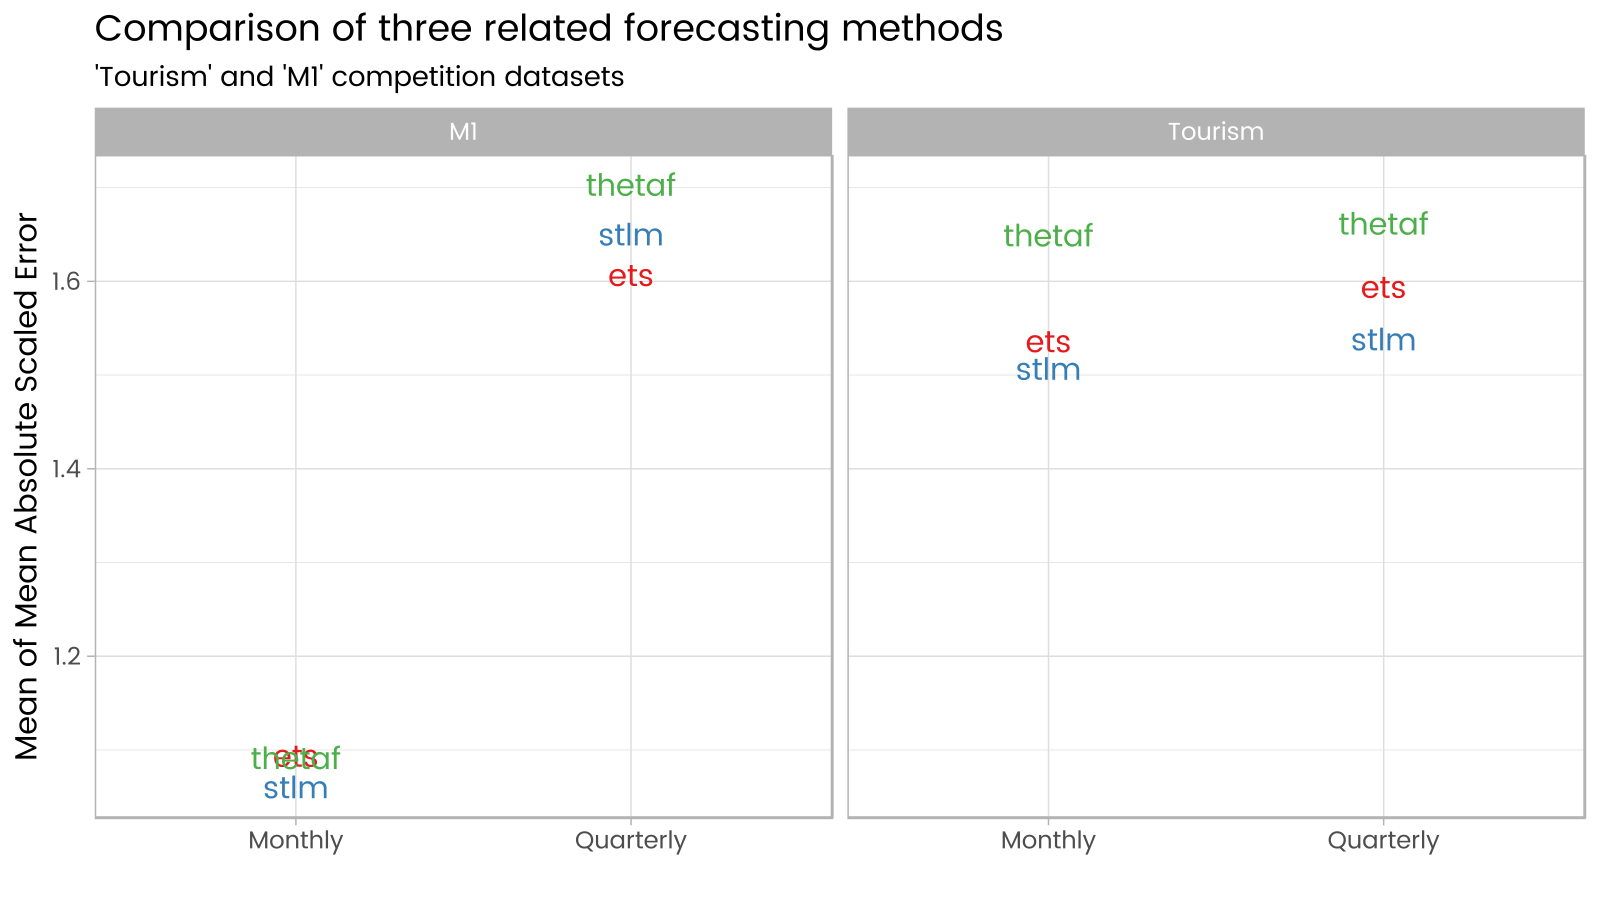 Comparison of three related forecasting methods
'Tourism' and 'M1' competition datasets
M1
Tourism
Mean of Mean Absolute Scaled Error
1.6
1.4
1.2
thetaf
stlm
ets
ets
thetaf
stlm
thetaf
ets
stlm
thetaf
ets
stlm
Monthly
Quarterly
Monthly
Quarterly